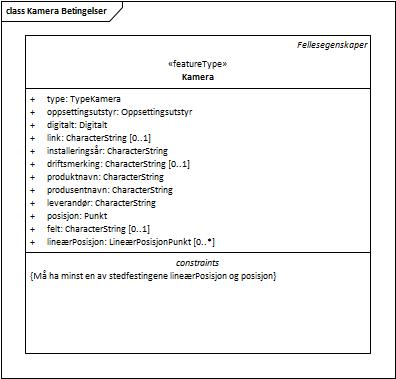 class Kamera Betingelser
Fellesegenskaper
«featureType»
Kamera
+ type: TypeKamera
+ oppsettingsutstyr: Oppsettingsutstyr
+ digitalt: Digitalt
+ link: CharacterString [0..1]
+ installeringsår: CharacterString
+ driftsmerking: CharacterString [0..1]
+ produktnavn: CharacterString
+ produsentnavn: CharacterString
+ leverandør: CharacterString
+ posisjon: Punkt
+ felt: CharacterString [0..1]
+ lineærPosisjon: LineærPosisjonPunkt [0..*]
constraints
{Må ha minst en av stedfestingene lineærPosisjon og posisjon}